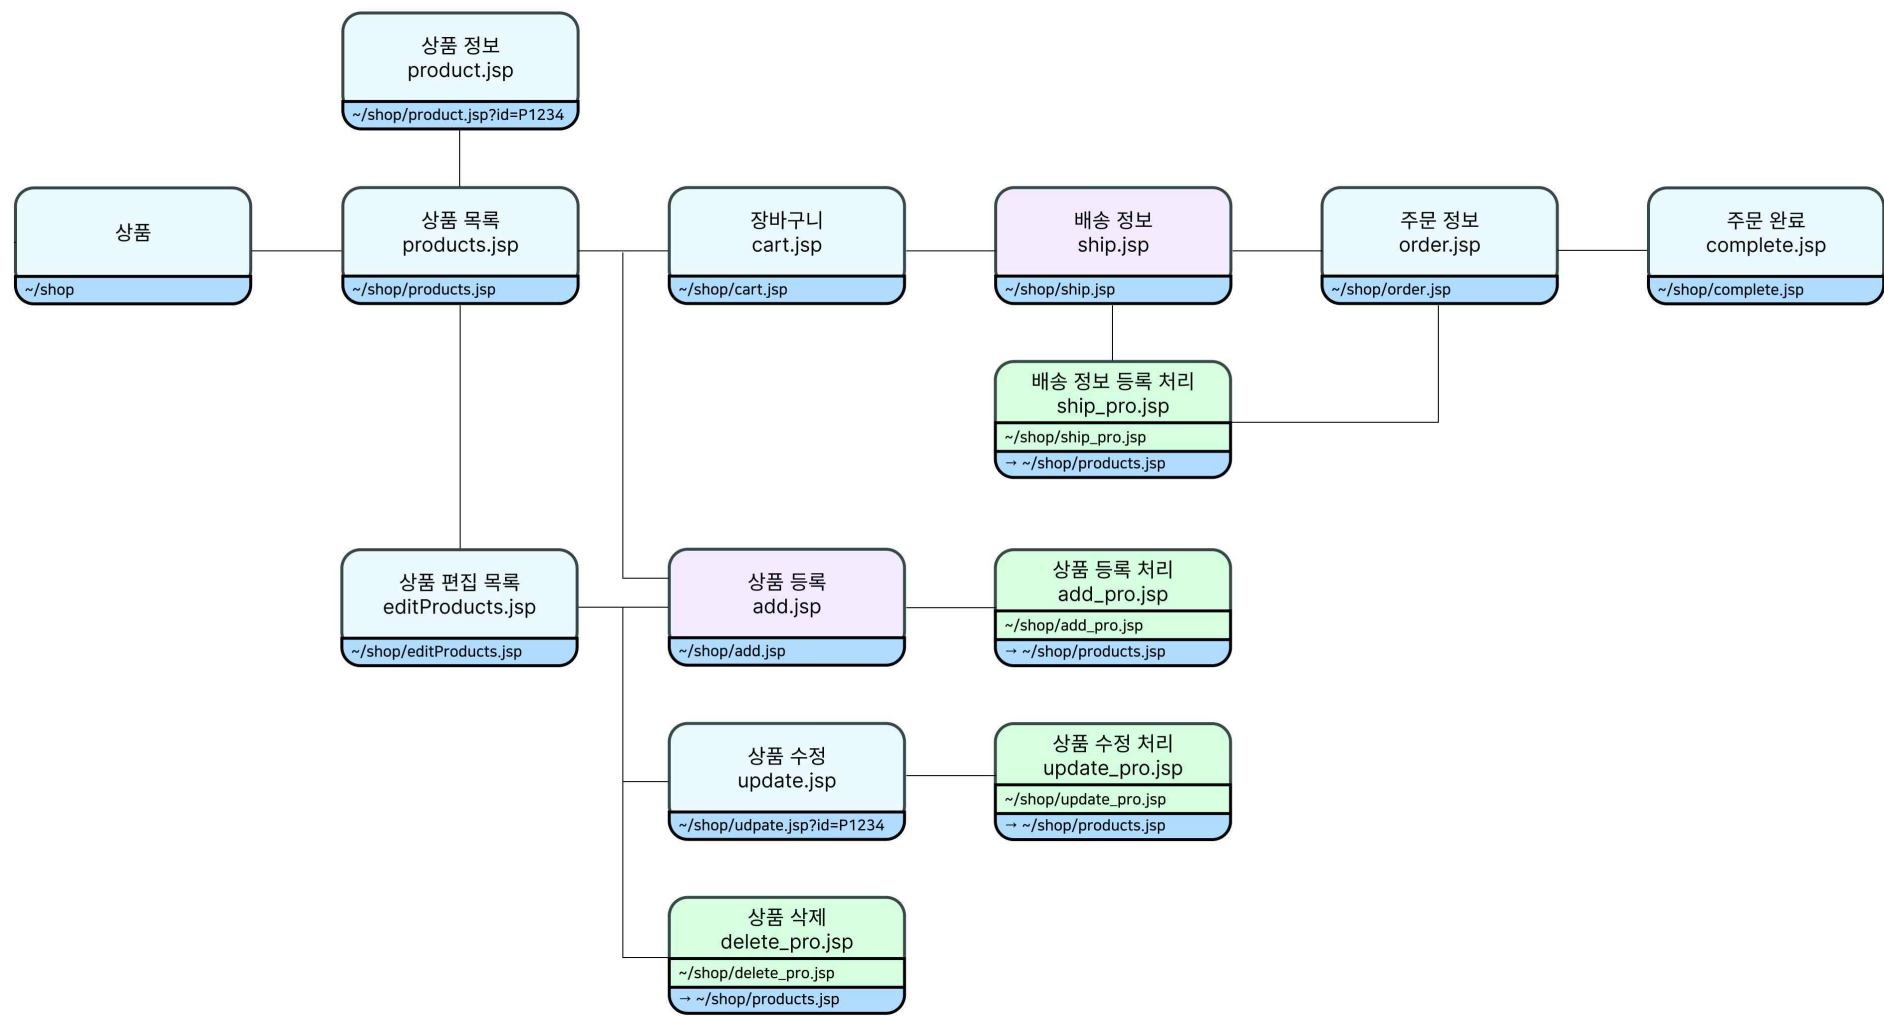 상품 정보
product.jsp
~/shop/product.jsp?id=P1234
상품
~/shop
상품 목록
products.jsp
~/shop/products.jsp
장바구니
cart.jsp
~/shop/cart.jsp
배송 정보
ship.jsp
~/shop/ship.jsp
주문 정보
order.jsp
~/shop/order.jsp
주문 완료
complete.jsp
~/shop/complete.jsp
배송 정보 등록 처리
ship_pro.jsp
~/shop/ship_pro.jsp
→ ~/shop/products.jsp
상품 편집 목록
editProducts.jsp
~/shop/editProducts.jsp
상품 등록
add.jsp
~/shop/add.jsp
상품 등록 처리
add_pro.jsp
~/shop/add_pro.jsp
→ ~/shop/products.jsp
상품 수정
update.jsp
~/shop/udpate.jsp?id=P1234
상품 수정 처리
update_pro.jsp
~/shop/update_pro.jsp
→ ~/shop/products.jsp
상품 삭제
delete_pro.jsp
~/shop/delete_pro.jsp
→ ~/shop/products.jsp